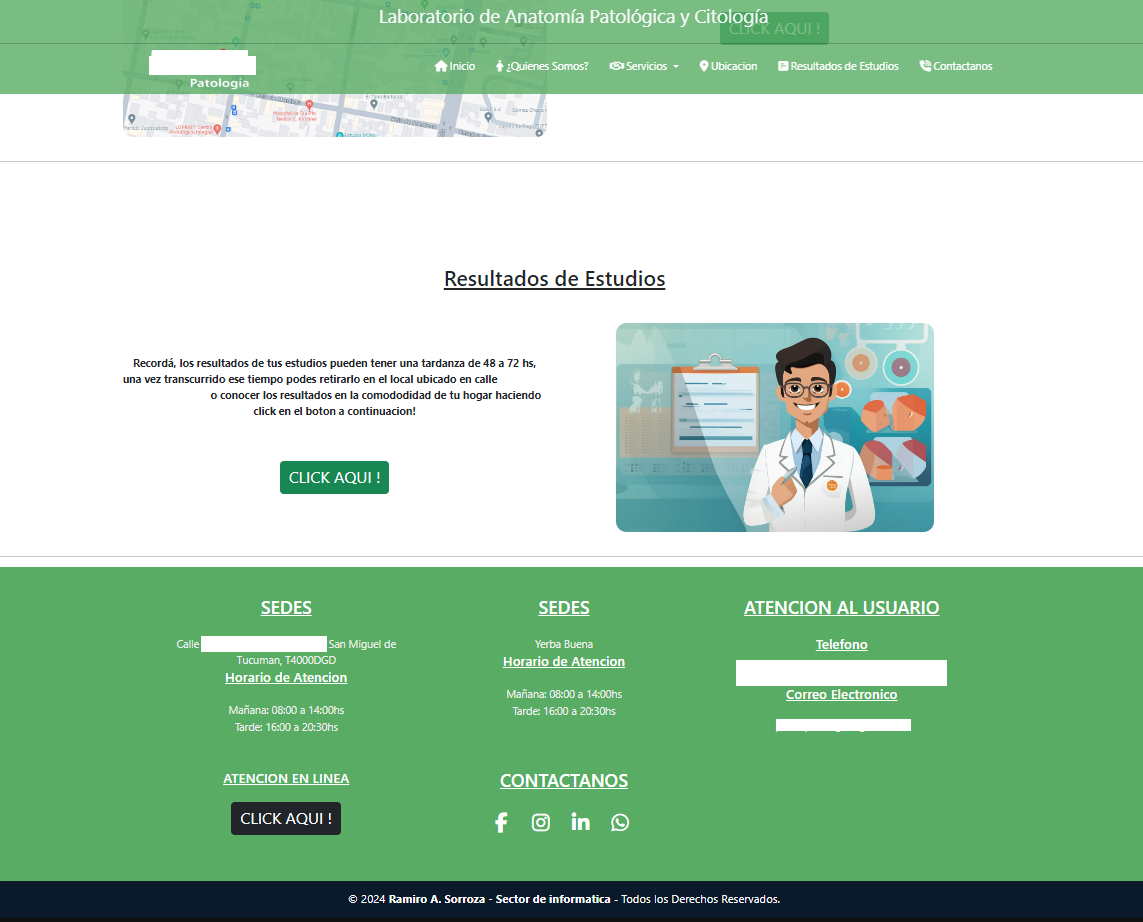 Laboratorio de Anatomía Patológica y Citología
CLICK AQUI !
Patología
Inicio
¿Quienes Somos?
Servicios
Ubicacion
Resultados de Estudios
Contactanos
Resultados de Estudios
Recordá, los resultados de tus estudios pueden tener una tardanza de 48 a 72 hs,
una vez transcurrido ese tiempo podes retirarlo en el local ubicado en calle
o conocer los resultados en la comododidad de tu hogar haciendo
click en el boton a continuacion!
CLICK AQUI !
SEDES
Calle San Miguel de
Tucuman, T4000DGD
Horario de Atencion
Mañana: 08:00 a 14:00hs
Tarde: 16:00 a 20:30hs
SEDES
Yerba Buena
Horario de Atencion
Mañana: 08:00 a 14:00hs
Tarde: 16:00 a 20:30hs
ATENCION AL USUARIO
Telefono
Correo Electronico
ATENCION EN LINEA
CLICK AQUI !
CONTACTANOS
© 2024 Ramiro A. Sorroza - Sector de informatica - Todos los Derechos Reservados.